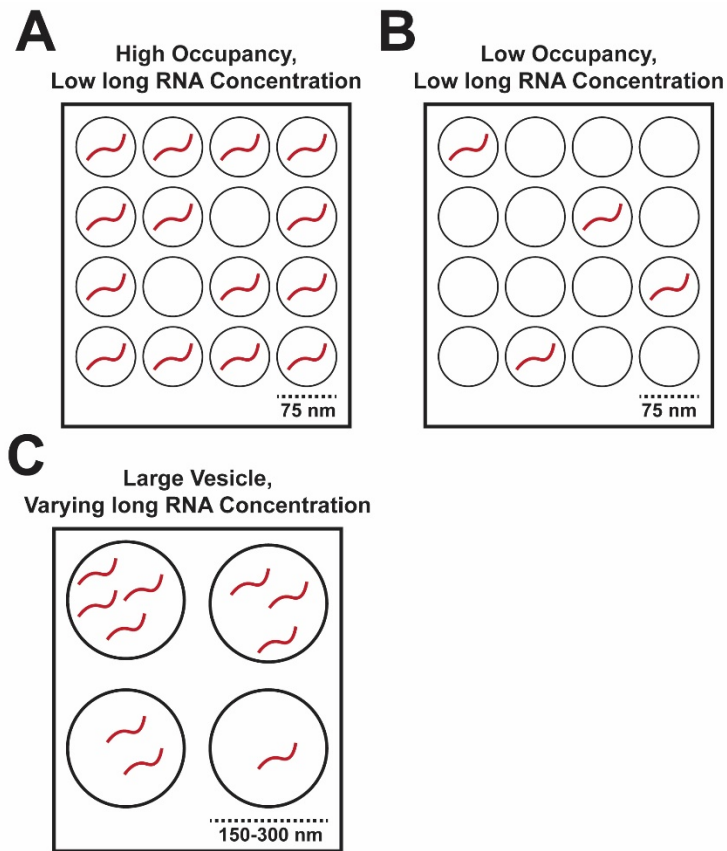 A
High Occupancy,
Low long RNA Concentration
75 nm
B
Low Occupancy,
Low long RNA Concentration
75 nm
C
Large Vesicle,
Varying long RNA Concentration
150-300 nm